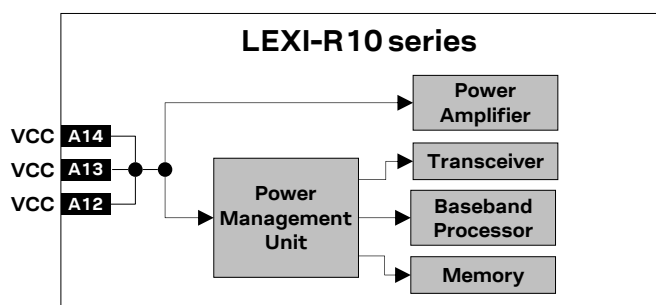 LEXI-R10 series
Power
Amplifier
VCC A14
VCC A13
VCC A12
Power
Management
Unit
Transceiver
Baseband
Processor
Memory